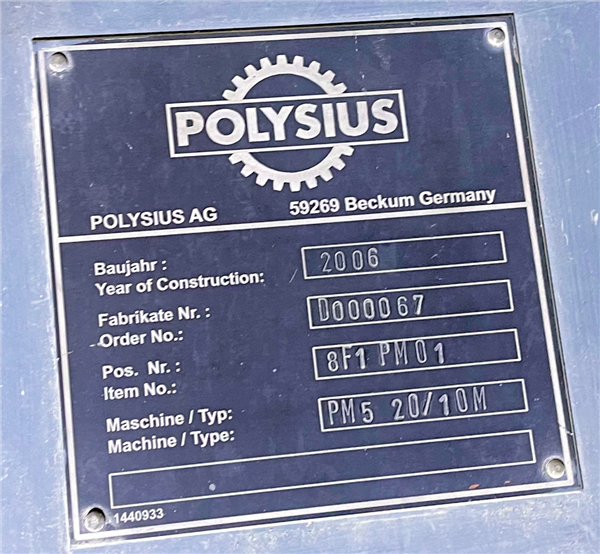 POLYSIUS
POLYSIUS AG 59269 Beckum Germany
Baujahr :
Year of Construction: 2006
Fabrikate Nr. :
Order No.: D000067
Pos. Nr. :
Item No.: 8F1 PM01
Maschine / Typ:
Machine / Type: PM5 20/10M
1440933